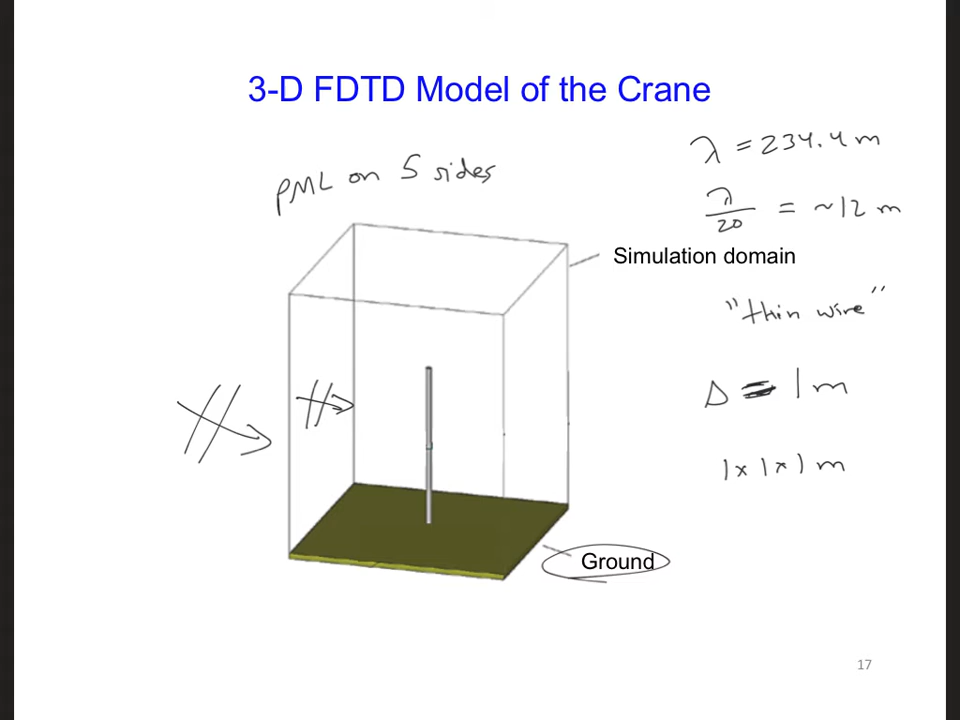 3-D FDTD Model of the Crane
PML on 5 sides
λ = 234.4 m
λ/20 = ~12 m
Simulation domain
"thin wire"
Δ = 1 m
1 x 1 x 1 m
Ground
17